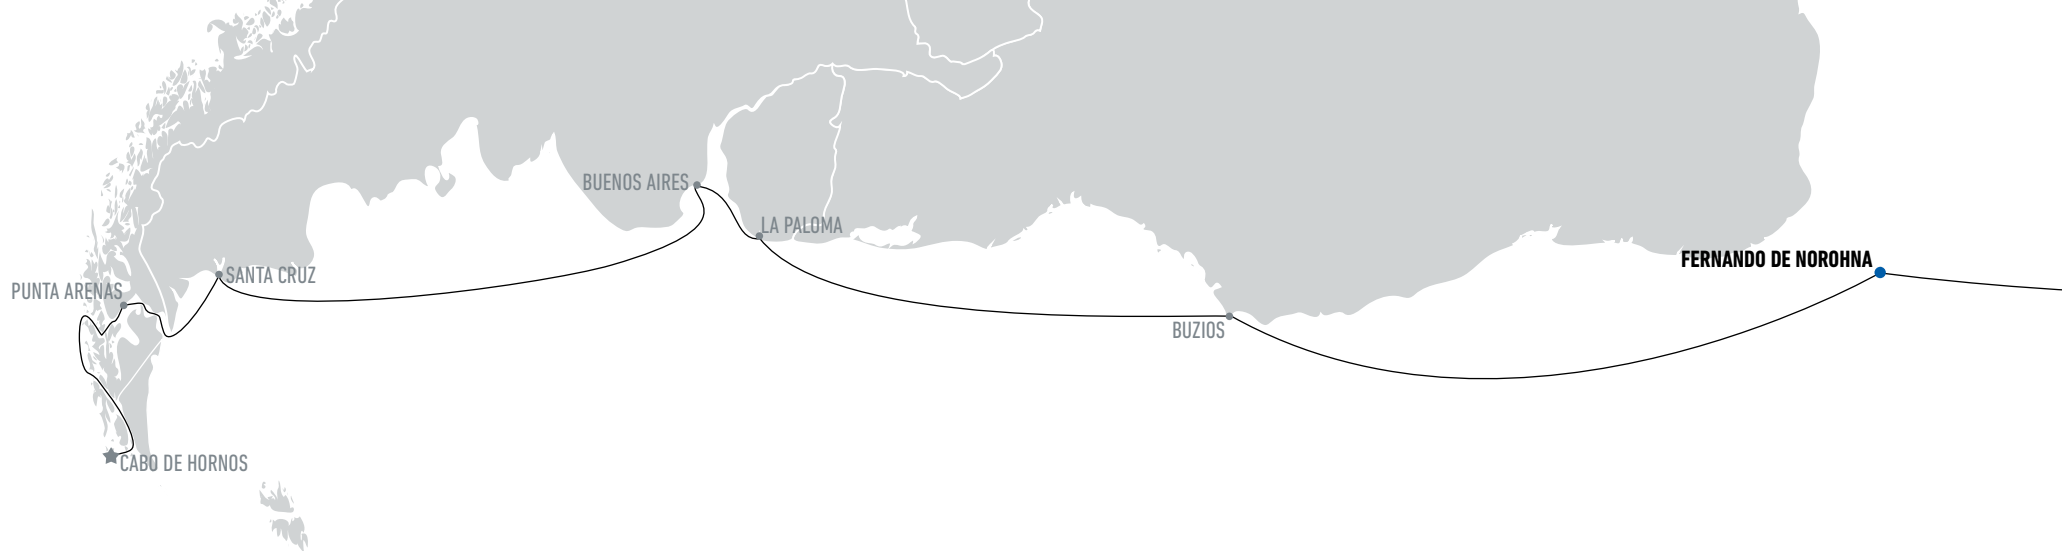 BUENOS AIRES
LA PALOMA
FERNANDO DE NOROHNA
SANTA CRUZ
PUNTA ARENAS
BUZIOS
CABO DE HORNOS